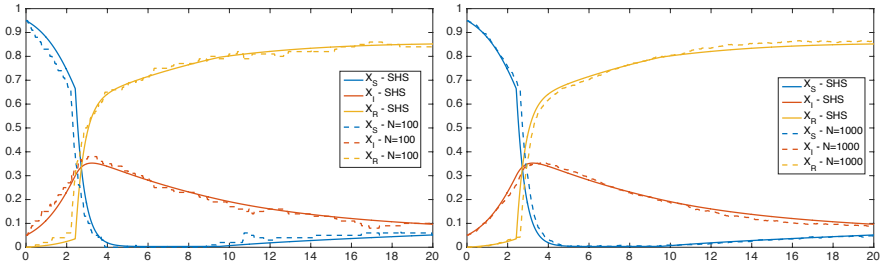 1
0.9
0.8
0.7
0.6
0.5
0.4
0.3
0.2
0.1
0
0 2 4 6 8 10 12 14 16 18 20
X_S - SHS
X_I - SHS
X_R - SHS
X_S - N=100
X_I - N=100
X_R - N=100
1
0.9
0.8
0.7
0.6
0.5
0.4
0.3
0.2
0.1
0
0 2 4 6 8 10 12 14 16 18 20
X_S - SHS
X_I - SHS
X_R - SHS
X_S - N=1000
X_I - N=1000
X_R - N=1000